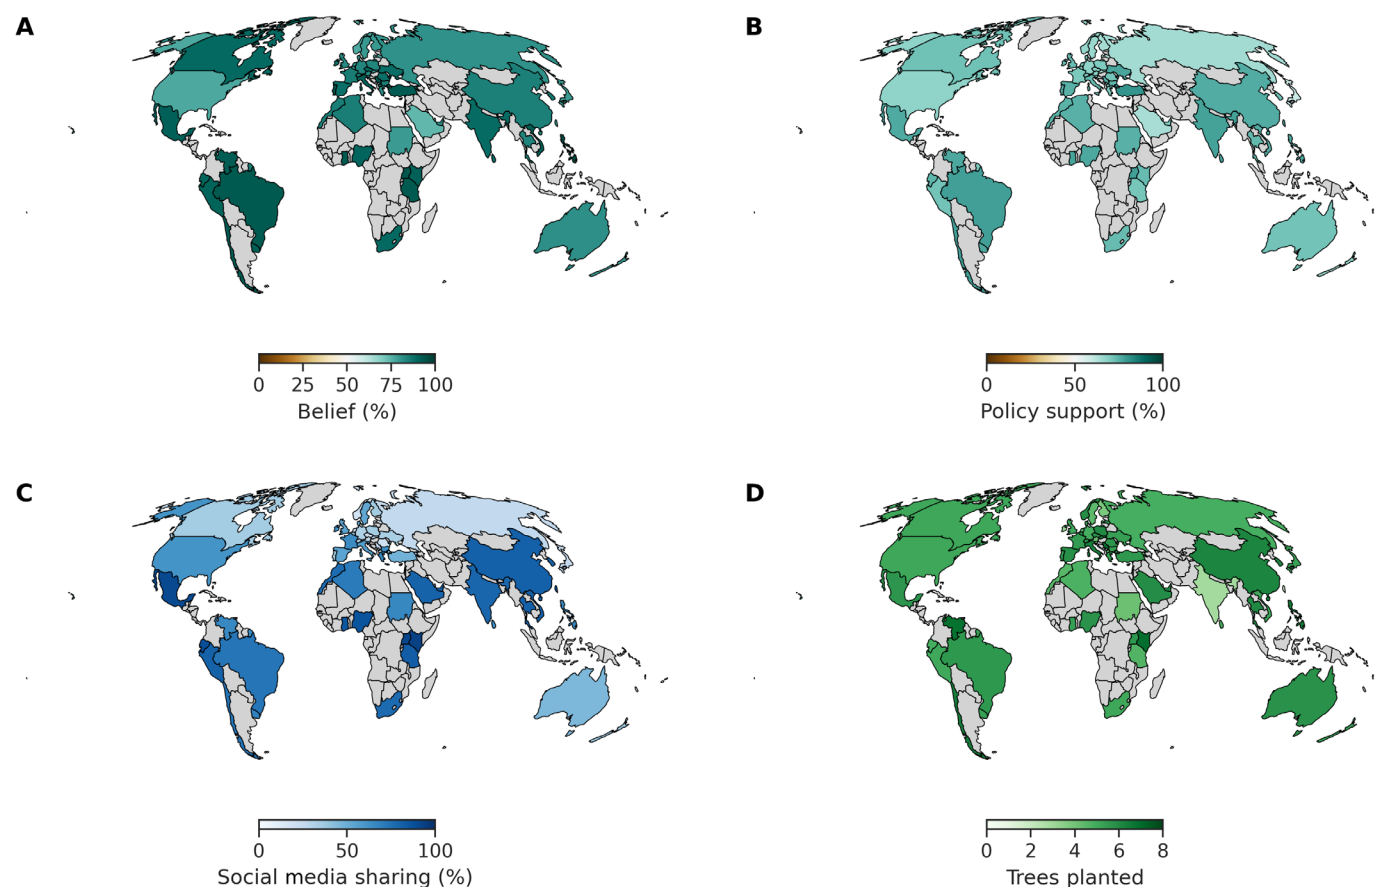 A
B
0 25 50 75 100
Belief (%)
0 50 100
Policy support (%)
C
D
0 50 100
Social media sharing (%)
0 2 4 6 8
Trees planted